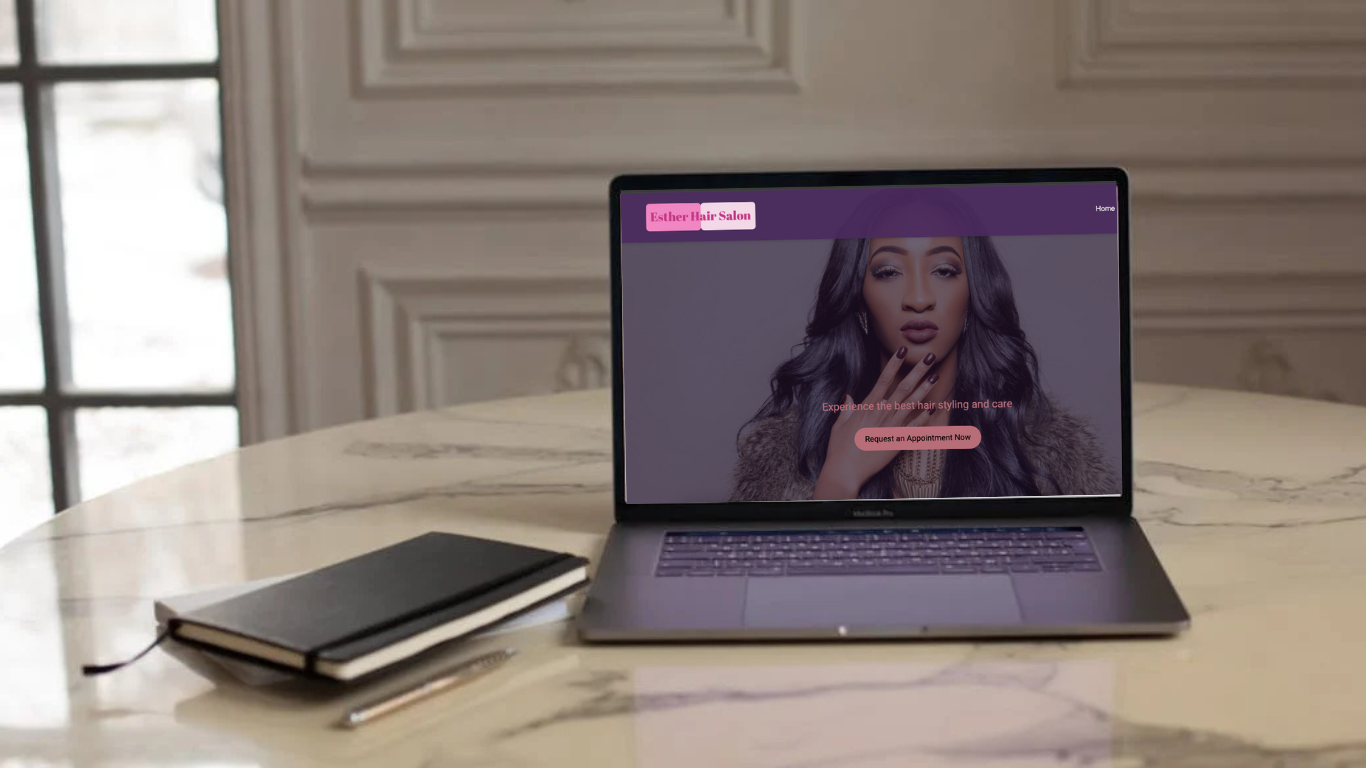 Esther Hair Salon
Home
Experience the best hair styling and care
Request an Appointment Now
MacBook Pro